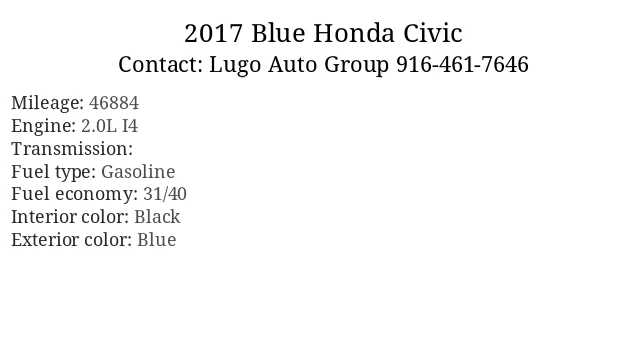 2017 Blue Honda Civic
Contact: Lugo Auto Group 916-461-7646
Mileage: 46884
Engine: 2.0L I4
Transmission:
Fuel type: Gasoline
Fuel economy: 31/40
Interior color: Black
Exterior color: Blue